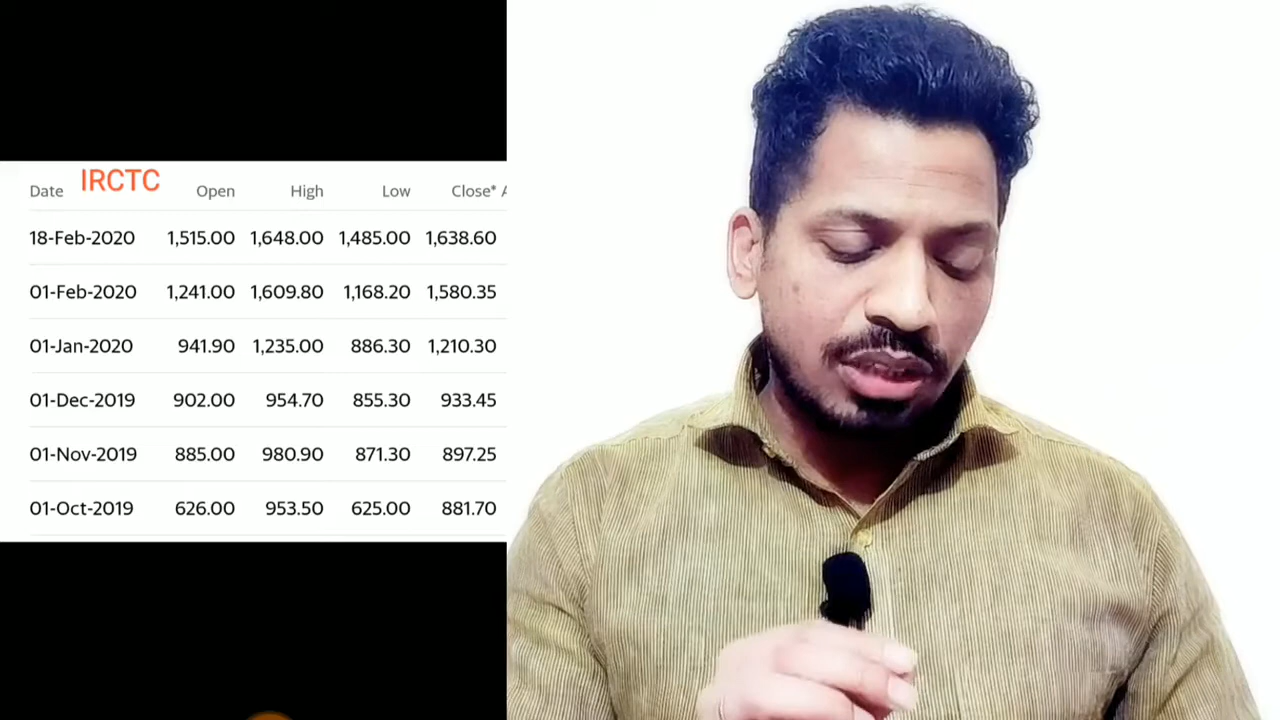 IRCTC
Date Open High Low Close*
18-Feb-2020 1,515.00 1,648.00 1,485.00 1,638.60
01-Feb-2020 1,241.00 1,609.80 1,168.20 1,580.35
01-Jan-2020 941.90 1,235.00 886.30 1,210.30
01-Dec-2019 902.00 954.70 855.30 933.45
01-Nov-2019 885.00 980.90 871.30 897.25
01-Oct-2019 626.00 953.50 625.00 881.70